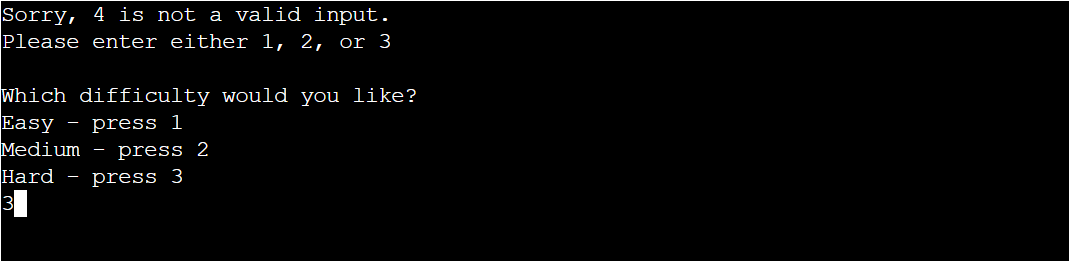 Sorry, 4 is not a valid input.
Please enter either 1, 2, or 3
Which difficulty would you like?
Easy - press 1
Medium - press 2
Hard - press 3
3